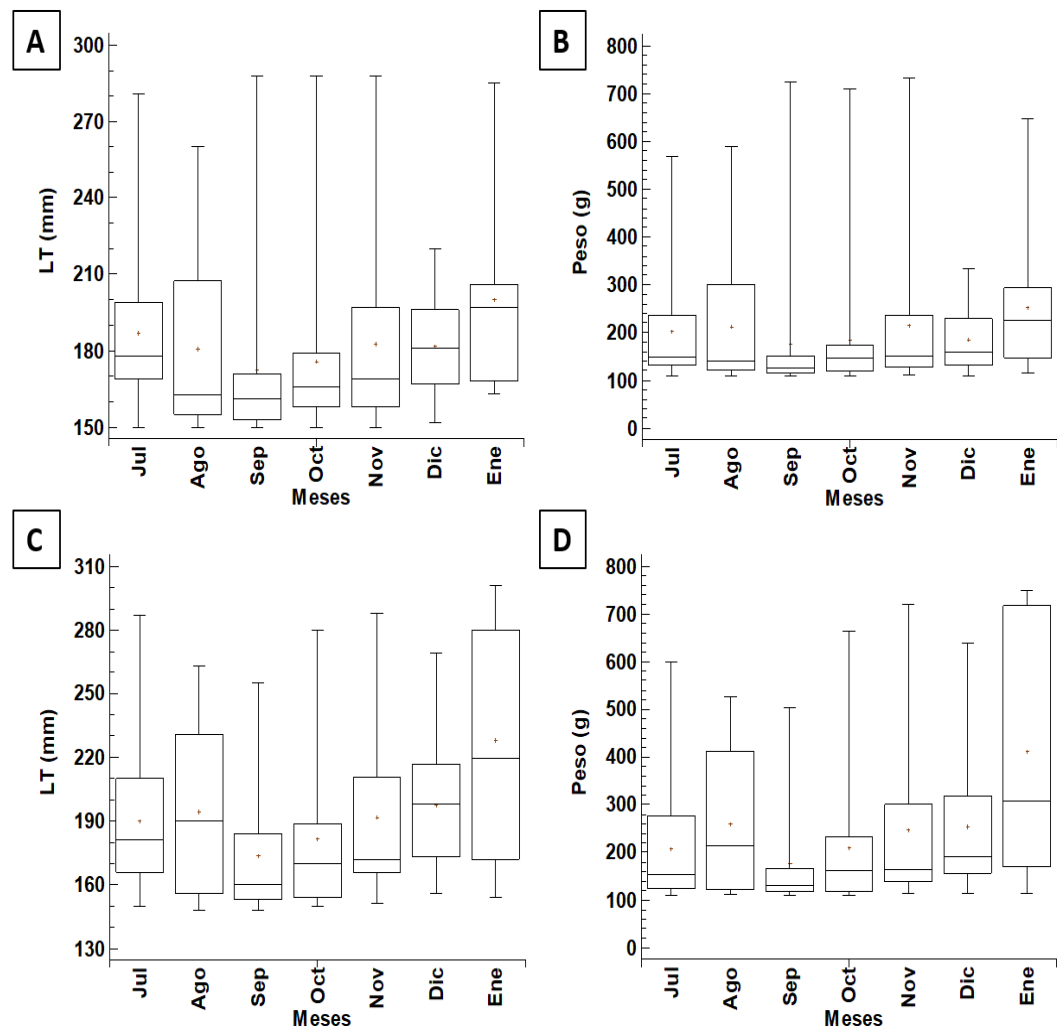 A
LT (mm)
300
270
240
210
180
150
Jul Ago Sep Oct Nov Dic Ene
Meses
B
Peso (g)
800
700
600
500
400
300
200
100
0
Jul Ago Sep Oct Nov Dic Ene
Meses
C
LT (mm)
310
280
250
220
190
160
130
Jul Ago Sep Oct Nov Dic Ene
Meses
D
Peso (g)
800
700
600
500
400
300
200
100
0
Jul Ago Sep Oct Nov Dic Ene
Meses